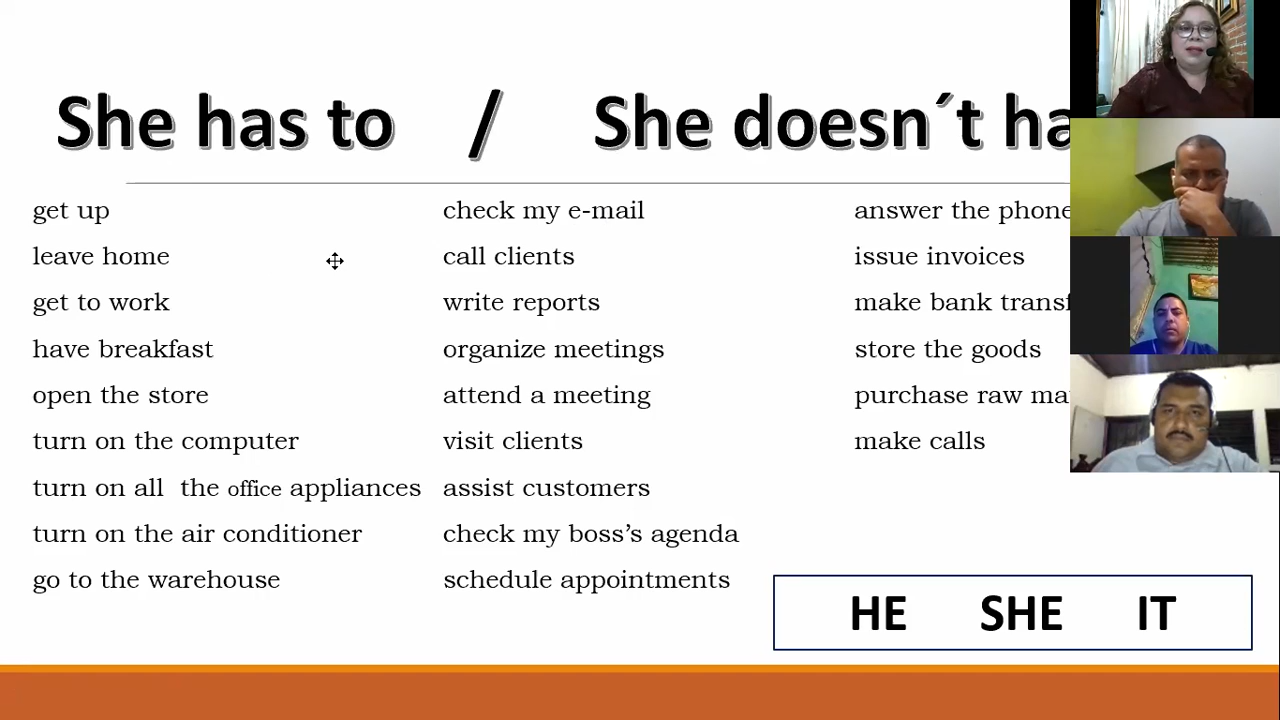 She has to / She doesn´t
get up
leave home
get to work
have breakfast
open the store
turn on the computer
turn on all the office appliances
turn on the air conditioner
go to the warehouse
check my e-mail
call clients
write reports
organize meetings
attend a meeting
visit clients
assist customers
check my boss’s agenda
schedule appointments
answer the phone
issue invoices
make bank
store the goods
purchase raw
make calls
HE SHE IT